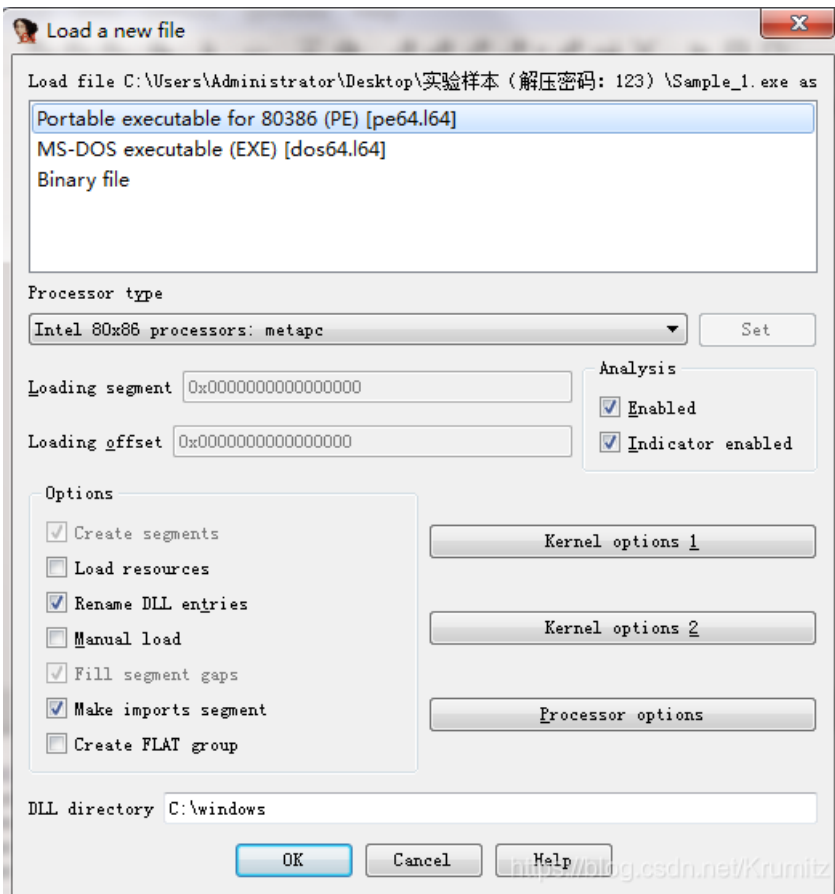 Load a new file
Load file C:\Users\Administrator\Desktop\实验样本（解压密码：123）\Sample_1.exe as
Portable executable for 80386 (PE) [pe64.l64]
MS-DOS executable (EXE) [dos64.l64]
Binary file
Processor type
Intel 80x86 processors: metapc
Set
Loading segment 0x0000000000000000
Analysis
Enabled
Loading offset 0x0000000000000000
Indicator enabled
Options
Create segments
Kernel options 1
Load resources
Rename DLL entries
Kernel options 2
Manual load
Fill segment gaps
Make imports segment
Processor options
Create FLAT group
DLL directory C:\windows
OK Cancel Help
https://blog.csdn.net/Krumitz